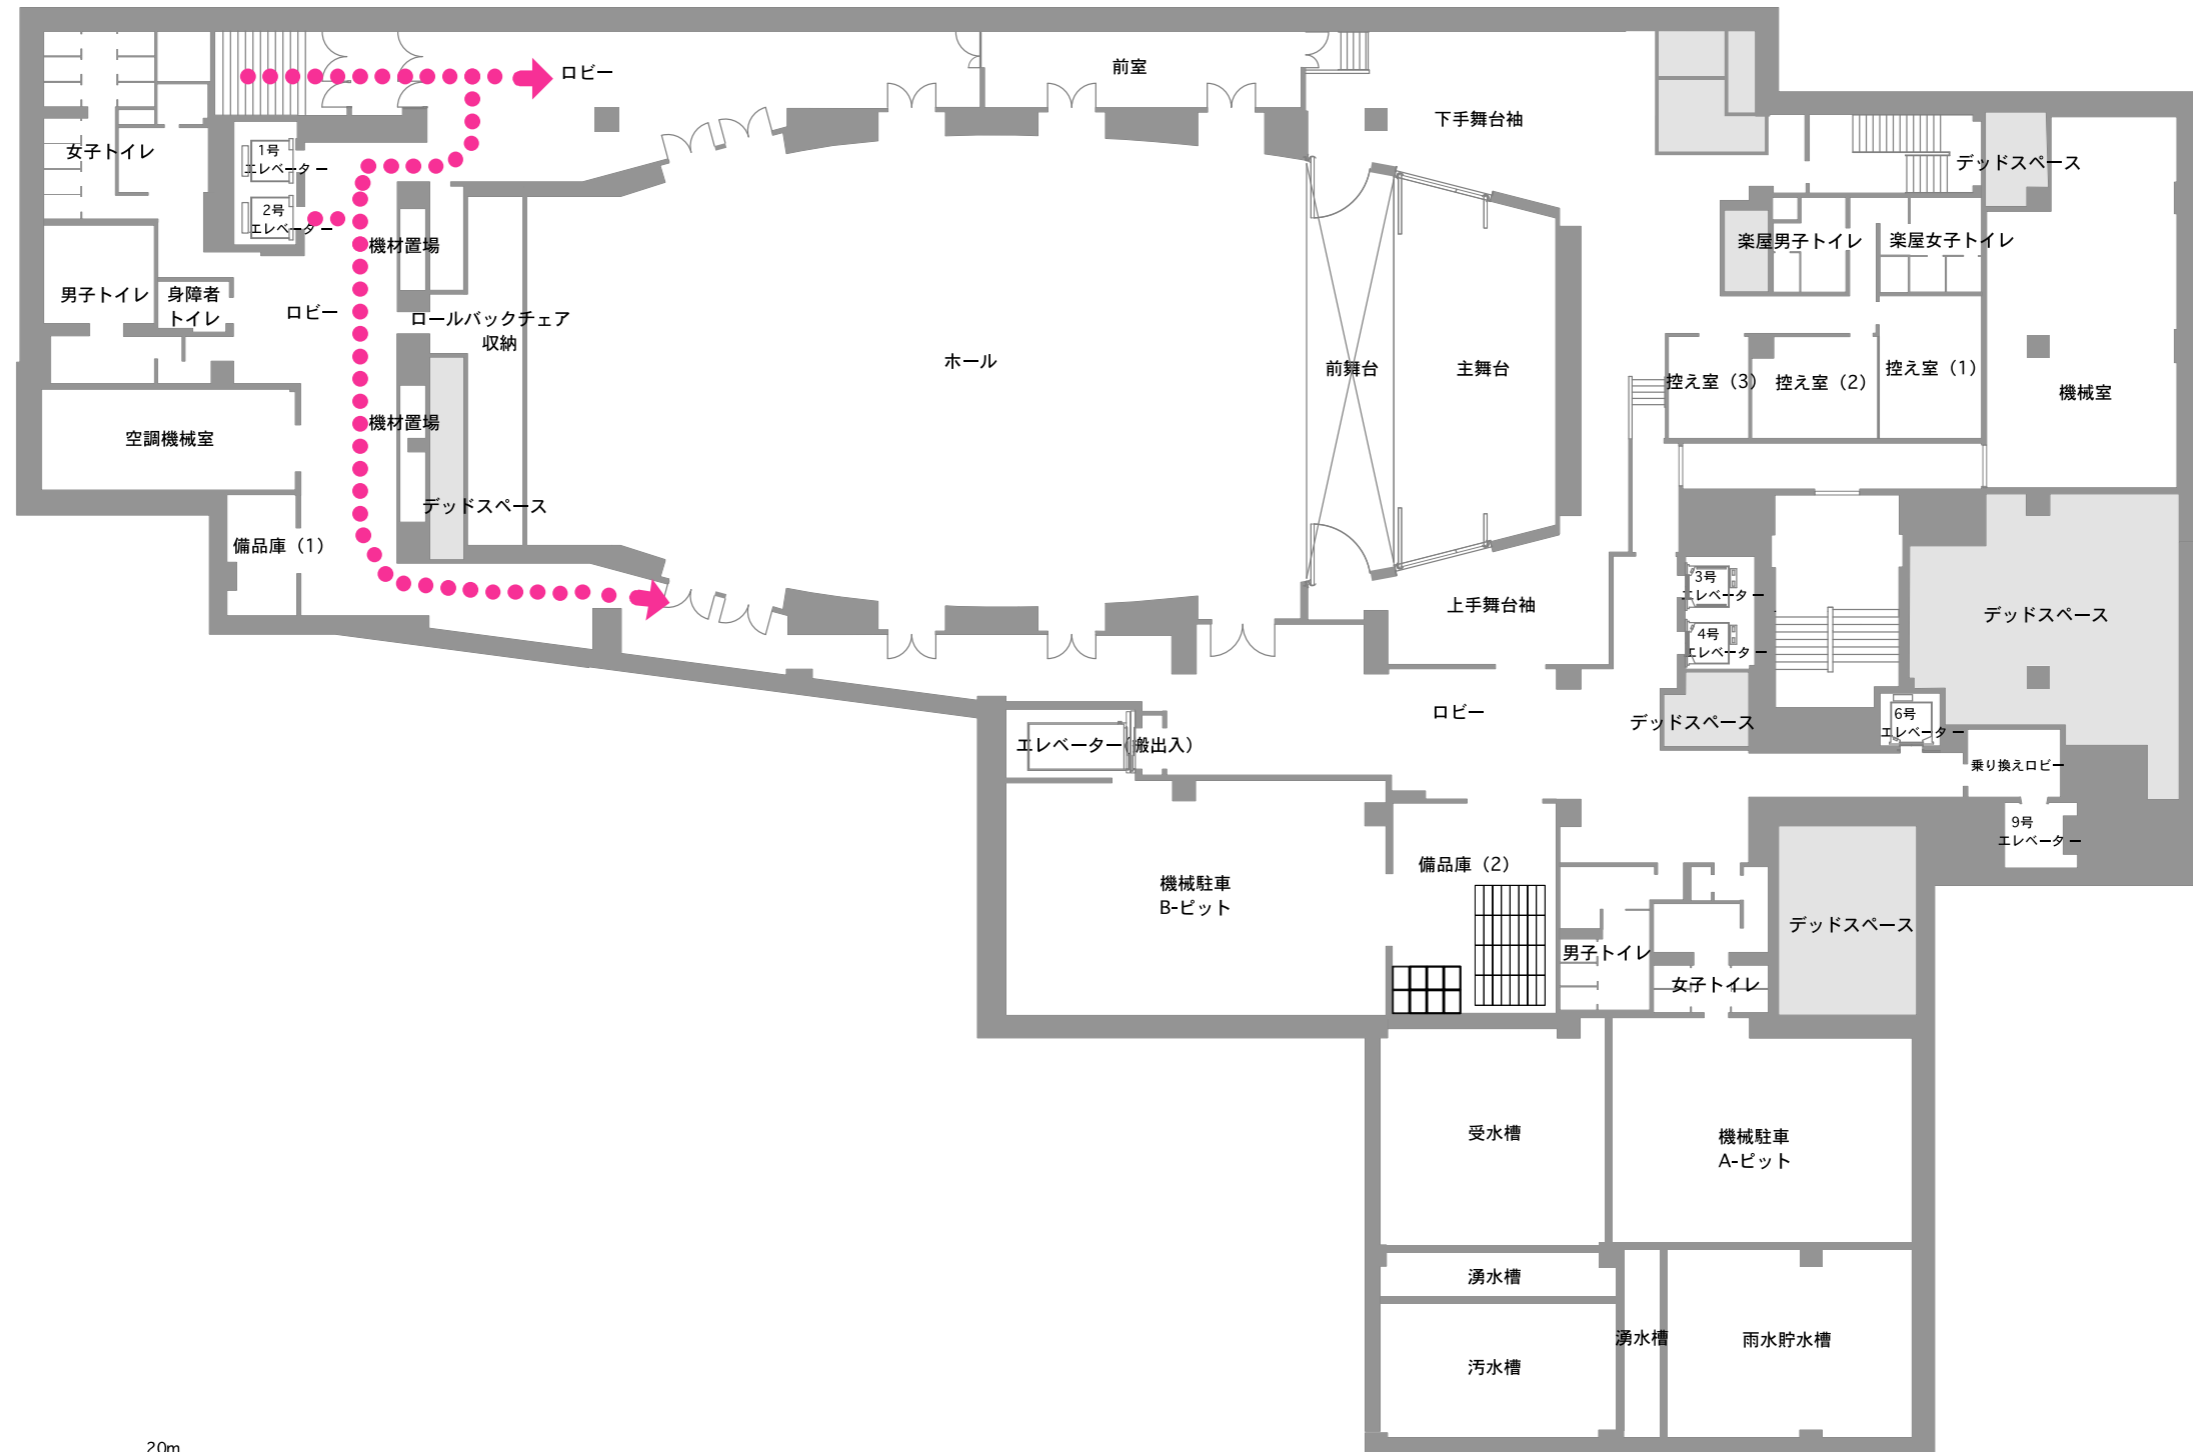 ロビー
前室
下手舞台袖
女子トイレ
1号
エレベーター
2号
エレベーター
デッドスペース
機材置場
楽屋男子トイレ
楽屋女子トイレ
男子トイレ
身障者
トイレ
ロビー
ロールバックチェア
収納
ホール
前舞台
主舞台
控え室（3）
控え室（2）
控え室（1）
機械室
機材置場
空調機械室
デッドスペース
備品庫（1）
上手舞台袖
3号
エレベーター
4号
エレベーター
デッドスペース
ロビー
デッドスペース
6号
エレベーター
エレベーター（搬出入）
乗り換えロビー
9号
エレベーター
備品庫（2）
機械駐車
B-ピット
男子トイレ
女子トイレ
デッドスペース
受水槽
機械駐車
A-ピット
湧水槽
湧水槽
雨水貯水槽
汚水槽
20m